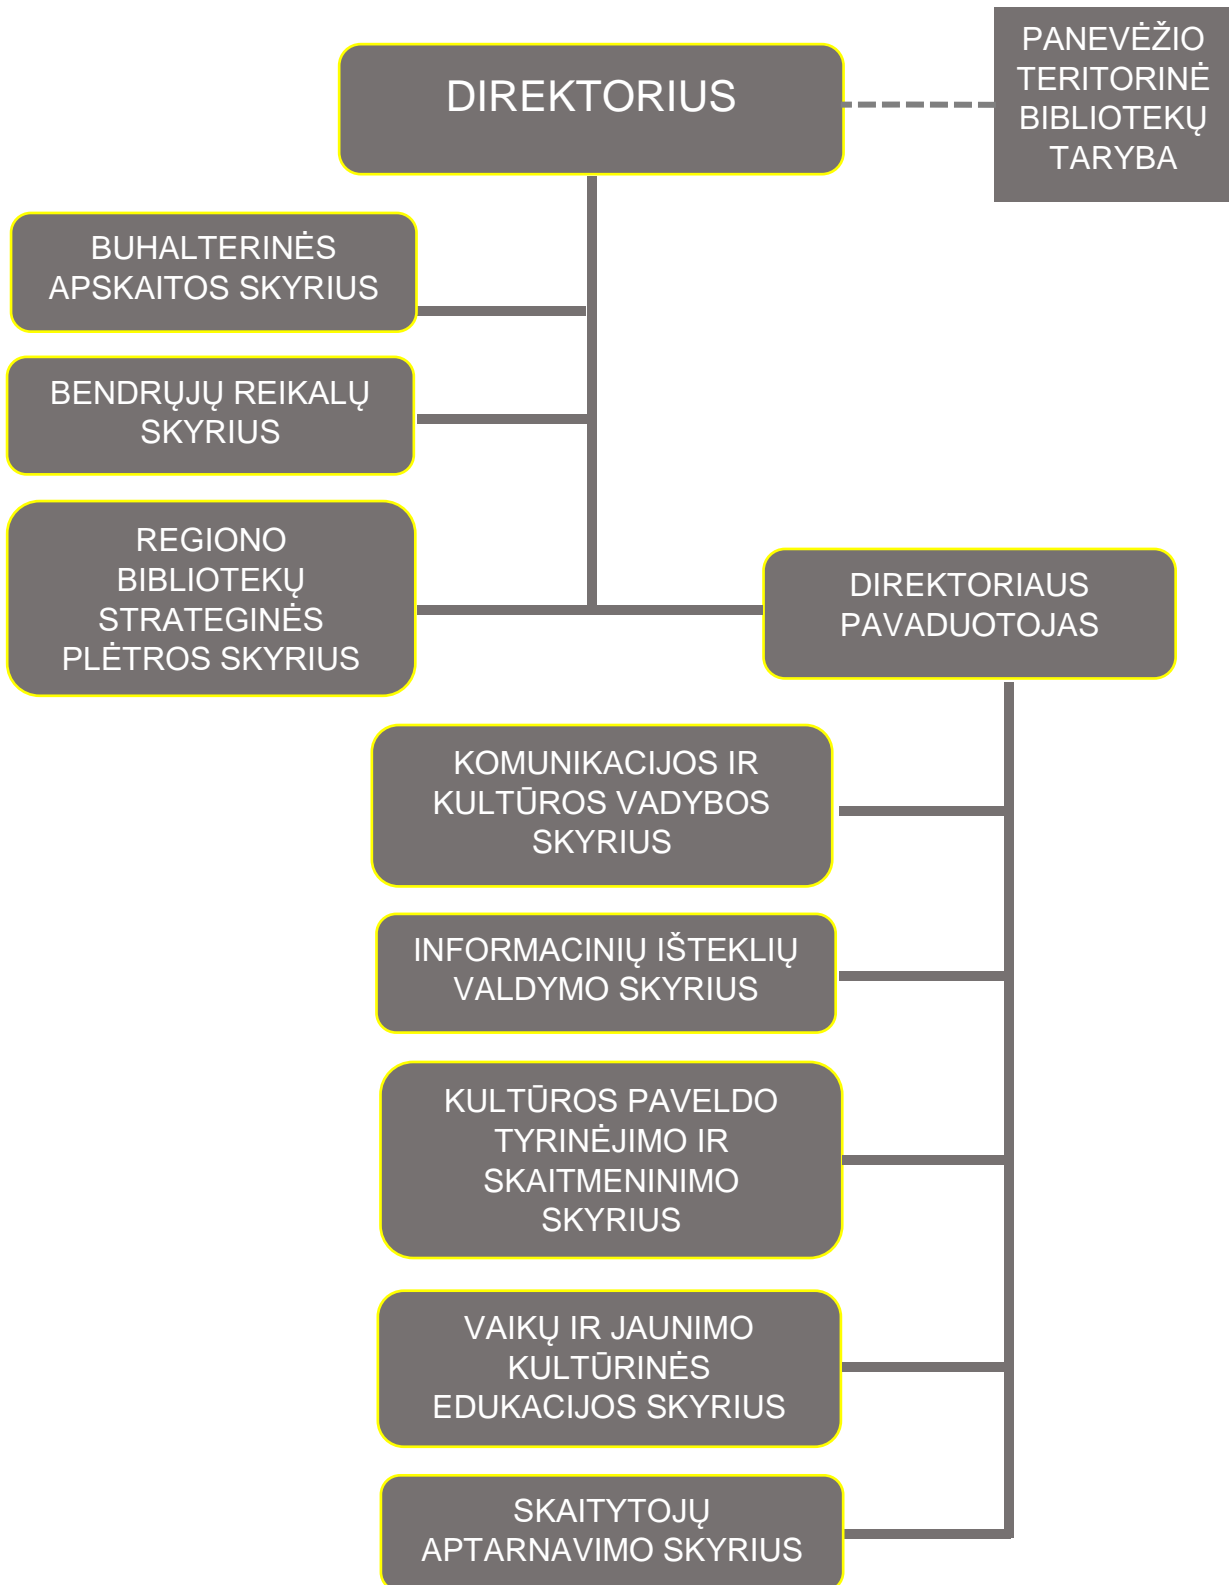 DIREKTORIUS
PANEVĖŽIO
TERITORINĖ
BIBLIOTEKŲ
TARYBA
BUHALTERINĖS
APSKAITOS SKYRIUS
BENDRŲJŲ REIKALŲ
SKYRIUS
REGIONO
BIBLIOTEKŲ
STRATEGINĖS
PLĖTROS SKYRIUS
DIREKTORIAUS
PAVADUOTOJAS
KOMUNIKACIJOS IR
KULTŪROS VADYBOS
SKYRIUS
INFORMACINIŲ IŠTEKLIŲ
VALDYMO SKYRIUS
KULTŪROS PAVELDO
TYRINĖJIMO IR
SKAITMENINIMO
SKYRIUS
VAIKŲ IR JAUNIMO
KULTŪRINĖS
EDUKACIJOS SKYRIUS
SKAITYTOJŲ
APTARNAVIMO SKYRIUS